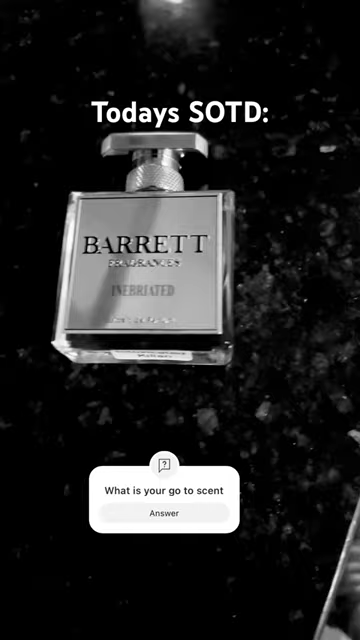 Todays SOTD:
BARRETT
FRAGRANCES
INEBRIATED
What is your go to scent
Answer